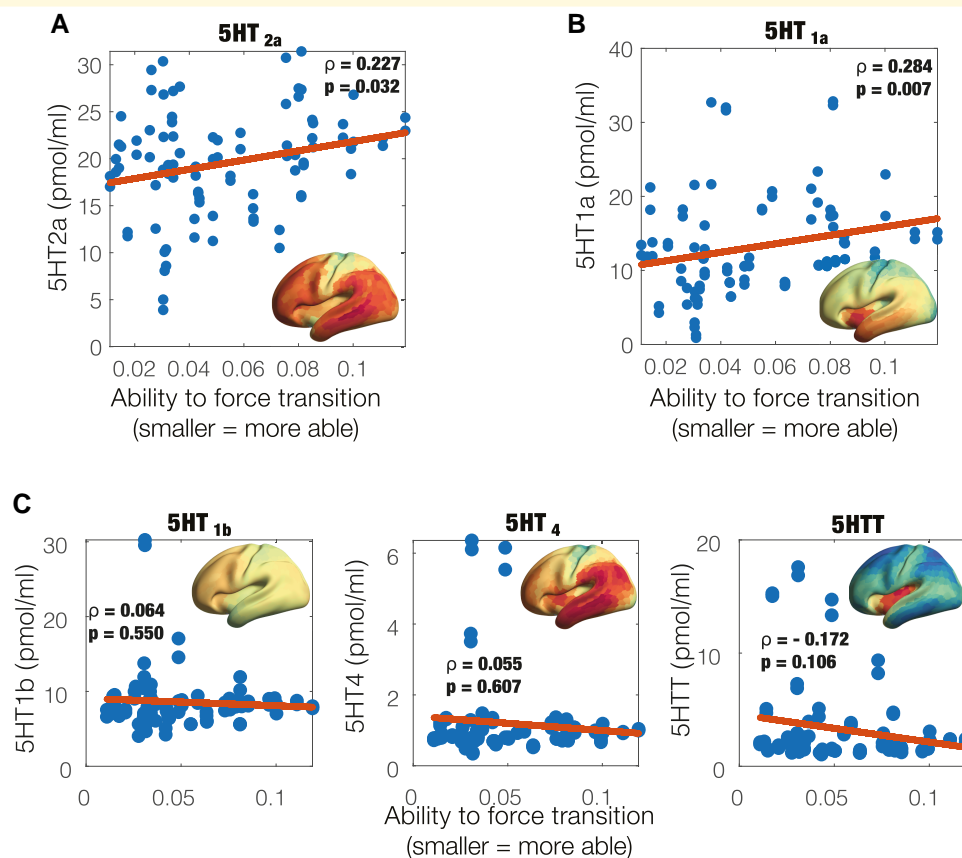 A
5HT 2a
ρ = 0.227
p = 0.032
5HT2a (pmol/ml)
30
25
20
15
10
5
0
0.02 0.04 0.06 0.08 0.1
Ability to force transition
(smaller = more able)
B
5HT 1a
ρ = 0.284
p = 0.007
5HT1a (pmol/ml)
40
30
20
10
0
0.02 0.04 0.06 0.08 0.1
Ability to force transition
(smaller = more able)
C
5HT 1b
ρ = 0.064
p = 0.550
5HT1b (pmol/ml)
30
20
10
0
0 0.05 0.1
5HT 4
ρ = 0.055
p = 0.607
5HT4 (pmol/ml)
6
4
2
0
0 0.05 0.1
5HTT
ρ = - 0.172
p = 0.106
5HTT (pmol/ml)
20
10
0
0 0.05 0.1
Ability to force transition
(smaller = more able)